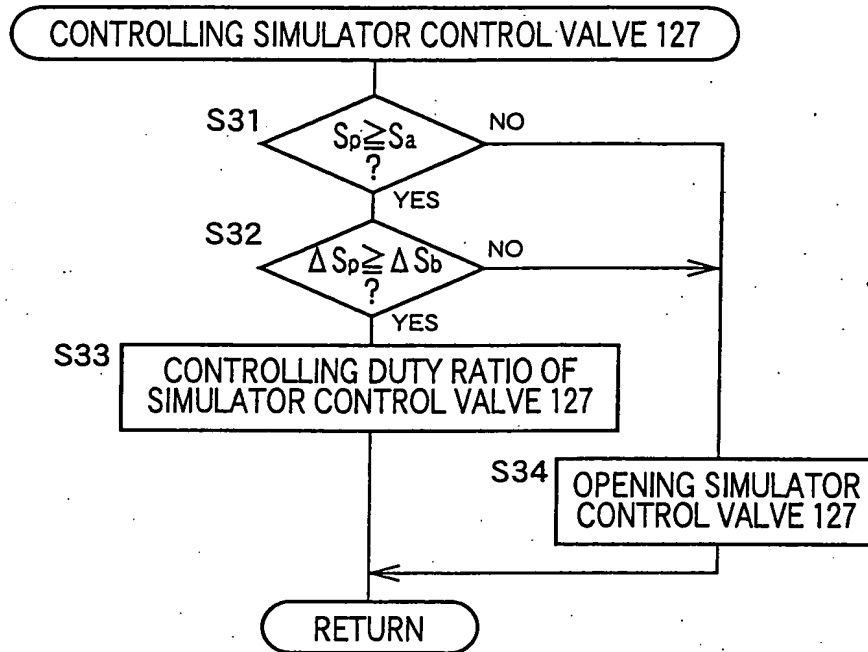 CONTROLLING SIMULATOR CONTROL VALVE 127
S31
Sp≧Sa
?
NO
YES
S32
ΔSp≧ΔSb
?
NO
YES
S33
CONTROLLING DUTY RATIO OF
SIMULATOR CONTROL VALVE 127
S34
OPENING SIMULATOR
CONTROL VALVE 127
RETURN